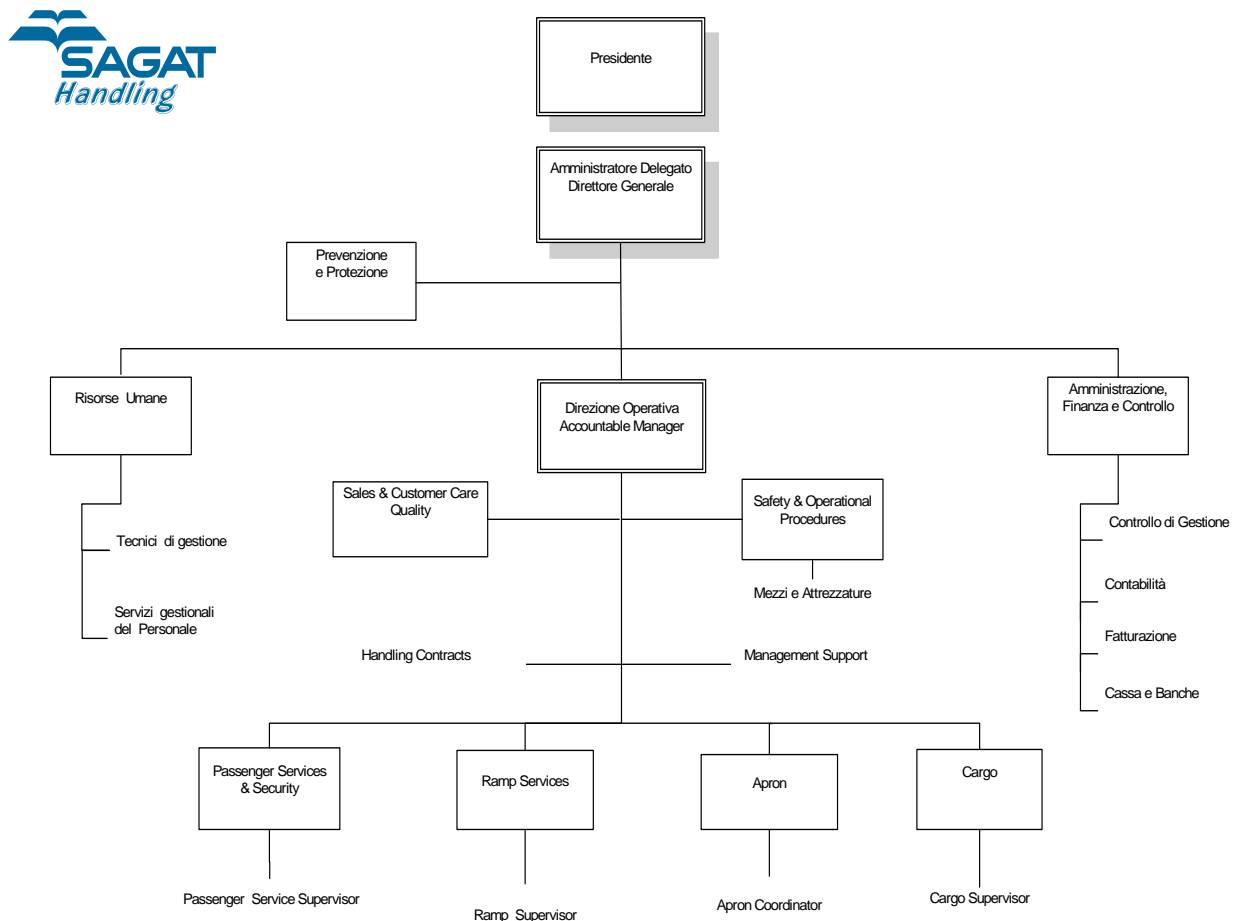 SAGAT
Handling
Presidente
Amministratore Delegato
Direttore Generale
Prevenzione
e Protezione
Risorse Umane
Direzione Operativa
Accountable Manager
Amministrazione,
Finanza e Controllo
Sales & Customer Care
Quality
Safety & Operational
Procedures
Tecnici di gestione
Servizi gestionali
del Personale
Mezzi e Attrezzature
Controllo di Gestione
Contabilità
Fatturazione
Cassa e Banche
Handling Contracts
Management Support
Passenger Services
& Security
Ramp Services
Apron
Cargo
Passenger Service Supervisor
Ramp Supervisor
Apron Coordinator
Cargo Supervisor